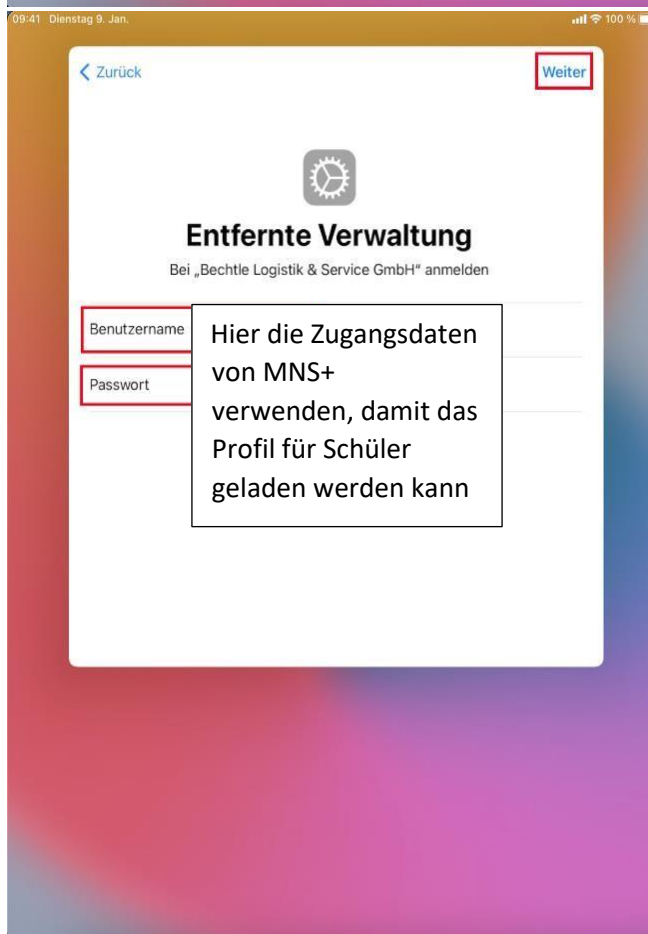 09:41 Dienstag 9. Jan. 100 %
Zurück Weiter
Entfernte Verwaltung
Bei „Bechtle Logistik & Service GmbH“ anmelden
Benutzername
Passwort
Hier die Zugangsdaten
von MNS+
verwenden, damit das
Profil für Schüler
geladen werden kann